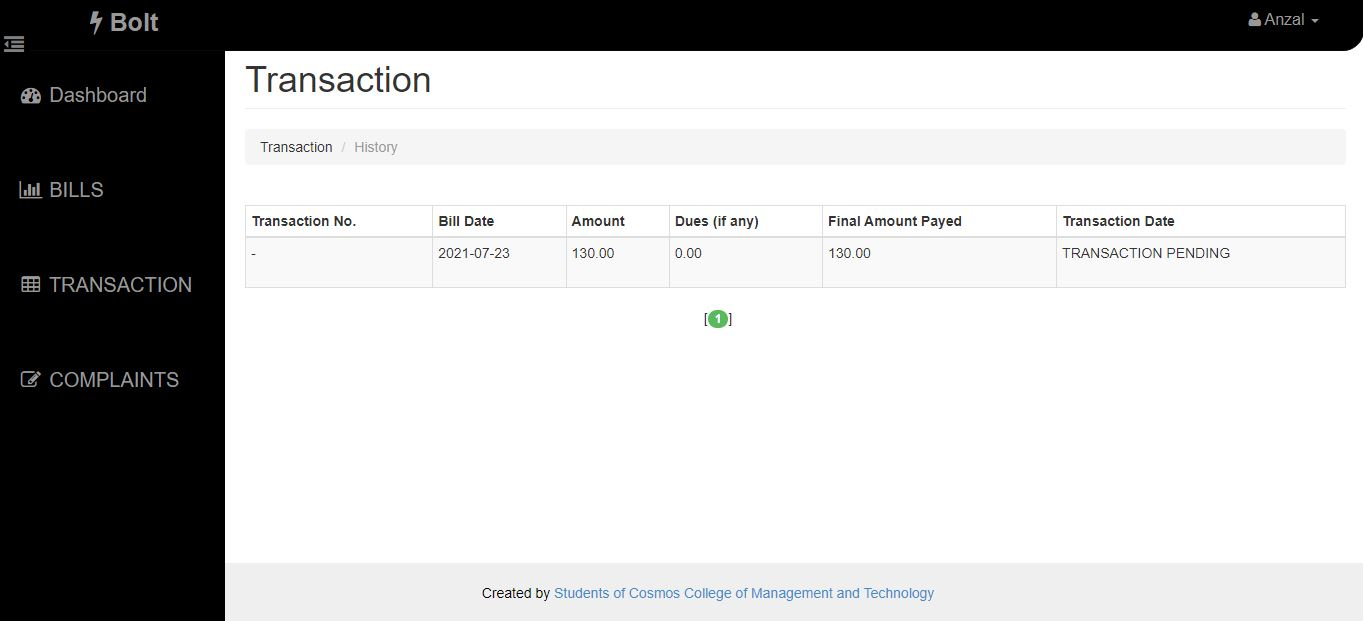 Bolt
Anzal
Dashboard
BILLS
TRANSACTION
COMPLAINTS
Transaction
Transaction / History
Transaction No. Bill Date Amount Dues (if any) Final Amount Payed Transaction Date
- 2021-07-23 130.00 0.00 130.00 TRANSACTION PENDING
[1]
Created by Students of Cosmos College of Management and Technology